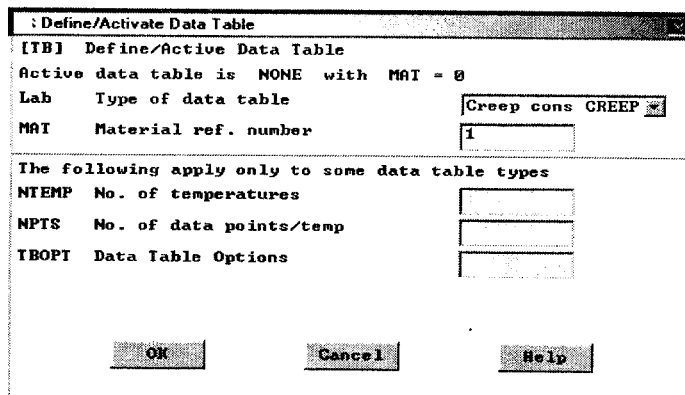 : Define/Activate Data Table
[TB] Define/Active Data Table
Active data table is NONE with MAT = 0
Lab Type of data table Creep cons CREEP
MAT Material ref. number 1
The following apply only to some data table types
NTEMP No. of temperatures
NPTS No. of data points/temp
TBOPT Data Table Options
OK Cancel Help